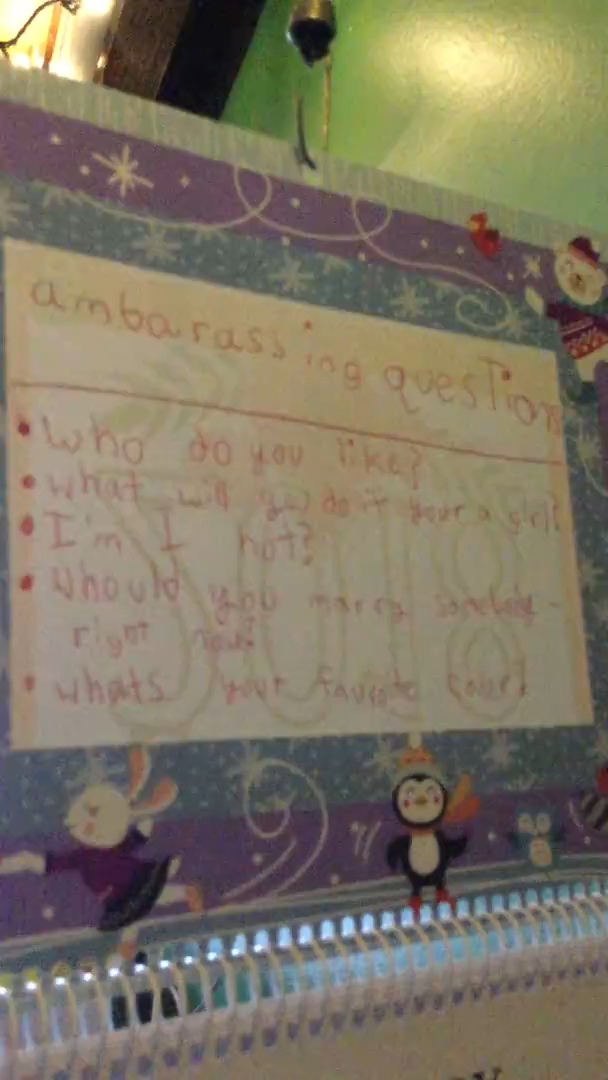 ambarassing questions
• who do you like?
• what will you do if your a girl?
• I'm I hot?
• whould you marry somebody
right now?
• whats your favorite color?
2018